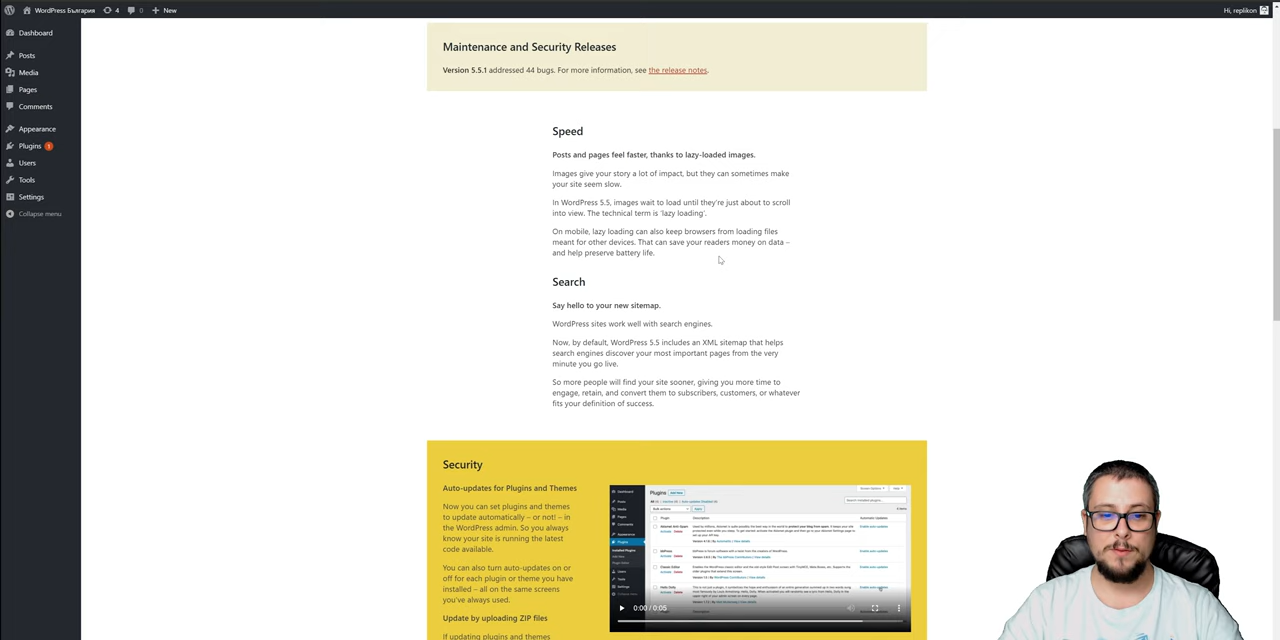 WordPress България 4 0 New
Hi, replikon
Dashboard
Posts
Media
Pages
Comments
Appearance
Plugins 1
Users
Tools
Settings
Collapse menu
Maintenance and Security Releases
Version 5.5.1 addressed 44 bugs. For more information, see the release notes.
Speed
Posts and pages feel faster, thanks to lazy-loaded images.
Images give your story a lot of impact, but they can sometimes make
your site seem slow.
In WordPress 5.5, images wait to load until they're just about to scroll
into view. The technical term is 'lazy loading'.
On mobile, lazy loading can also keep browsers from loading files
meant for other devices. That can save your readers money on data –
and help preserve battery life.
Search
Say hello to your new sitemap.
WordPress sites work well with search engines.
Now, by default, WordPress 5.5 includes an XML sitemap that helps
search engines discover your most important pages from the very
minute you go live.
So more people will find your site sooner, giving you more time to
engage, retain, and convert them to subscribers, customers, or whatever
fits your definition of success.
Security
Auto-updates for Plugins and Themes
Now you can set plugins and themes
to update automatically – or not! – in
the WordPress admin. So you always
know your site is running the latest
code available.
You can also turn auto-updates on or
off for each plugin or theme you have
installed – all on the same screens
you've always used.
Update by uploading ZIP files
If updating plugins and themes
Plugins Add New
0:00 / 0:05